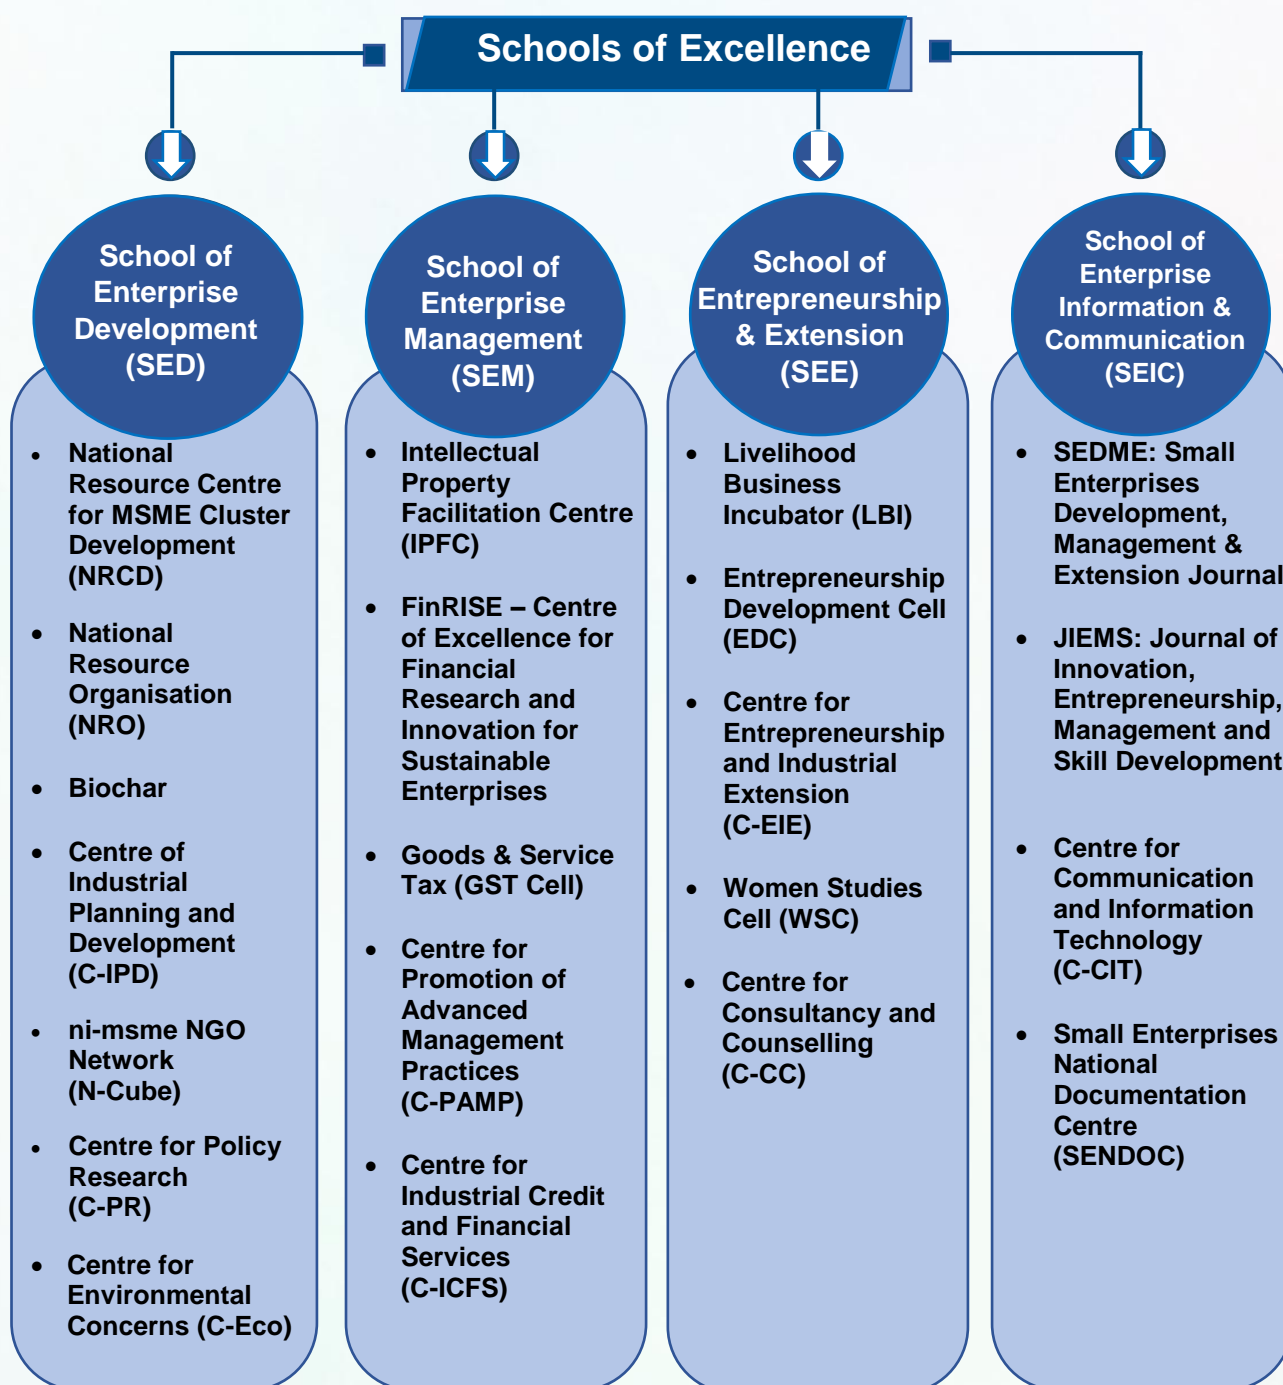 Schools of Excellence
School of
Enterprise
Development
(SED)
• National
Resource Centre
for MSME Cluster
Development
(NRCD)
• National
Resource
Organisation
(NRO)
• Biochar
• Centre of
Industrial
Planning and
Development
(C-IPD)
• ni-msme NGO
Network
(N-Cube)
• Centre for Policy
Research
(C-PR)
• Centre for
Environmental
Concerns (C-Eco)
School of
Enterprise
Management
(SEM)
• Intellectual
Property
Facilitation Centre
(IPFC)
• FinRISE – Centre
of Excellence for
Financial
Research and
Innovation for
Sustainable
Enterprises
• Goods & Service
Tax (GST Cell)
• Centre for
Promotion of
Advanced
Management
Practices
(C-PAMP)
• Centre for
Industrial Credit
and Financial
Services
(C-ICFS)
School of
Entrepreneurship
& Extension
(SEE)
• Livelihood
Business
Incubator (LBI)
• Entrepreneurship
Development Cell
(EDC)
• Centre for
Entrepreneurship
and Industrial
Extension
(C-EIE)
• Women Studies
Cell (WSC)
• Centre for
Consultancy and
Counselling
(C-CC)
School of
Enterprise
Information &
Communication
(SEIC)
• SEDME: Small
Enterprises
Development,
Management &
Extension Journal
• JIEMS: Journal of
Innovation,
Entrepreneurship,
Management and
Skill Development
• Centre for
Communication
and Information
Technology
(C-CIT)
• Small Enterprises
National
Documentation
Centre
(SENDOC)